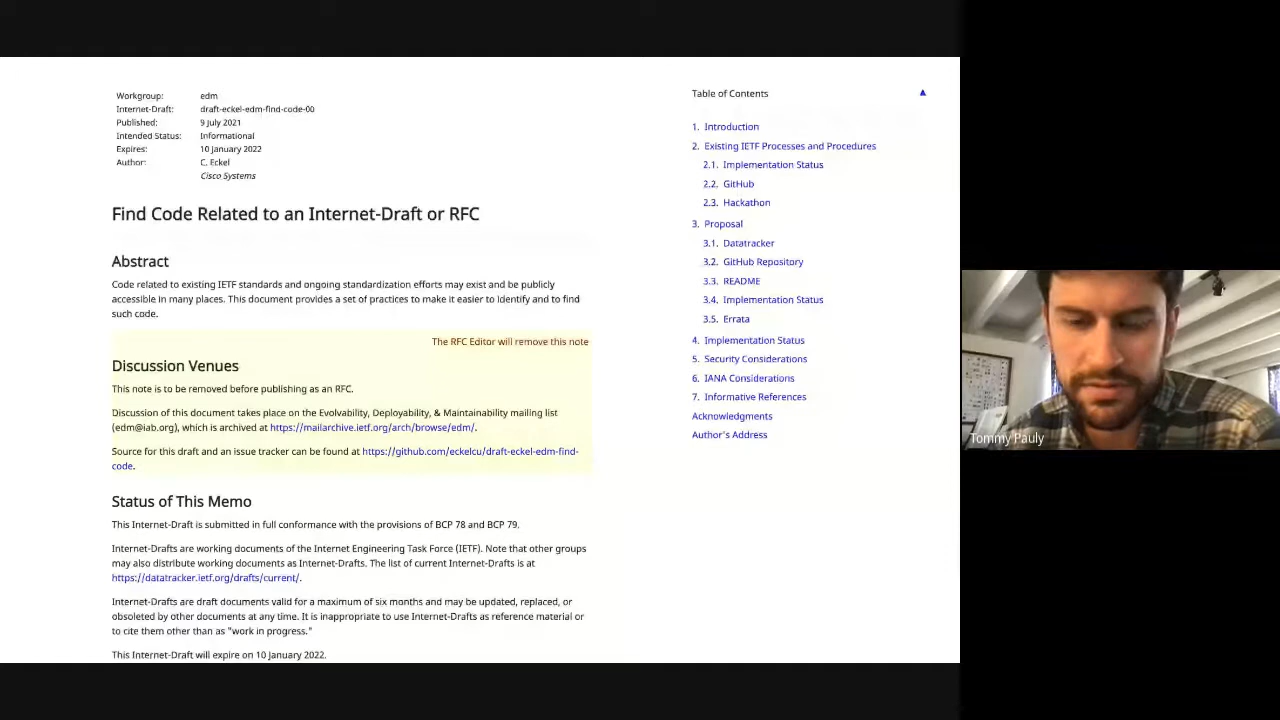 Workgroup: edm
Internet-Draft: draft-eckel-edm-find-code-00
Published: 9 July 2021
Intended Status: Informational
Expires: 10 January 2022
Author: C. Eckel
Cisco Systems
Find Code Related to an Internet-Draft or RFC
Abstract
Code related to existing IETF standards and ongoing standardization efforts may exist and be publicly
accessible in many places. This document provides a set of practices to make it easier to identify and to find
such code.
The RFC Editor will remove this note
Discussion Venues
This note is to be removed before publishing as an RFC.
Discussion of this document takes place on the Evolvability, Deployability, & Maintainability mailing list
(edm@iab.org), which is archived at https://mailarchive.ietf.org/arch/browse/edm/.
Source for this draft and an issue tracker can be found at https://github.com/eckelcu/draft-eckel-edm-find-
code.
Status of This Memo
This Internet-Draft is submitted in full conformance with the provisions of BCP 78 and BCP 79.
Internet-Drafts are working documents of the Internet Engineering Task Force (IETF). Note that other groups
may also distribute working documents as Internet-Drafts. The list of current Internet-Drafts is at
https://datatracker.ietf.org/drafts/current/.
Internet-Drafts are draft documents valid for a maximum of six months and may be updated, replaced, or
obsoleted by other documents at any time. It is inappropriate to use Internet-Drafts as reference material or
to cite them other than as "work in progress."
This Internet-Draft will expire on 10 January 2022.
Table of Contents ▲
1. Introduction
2. Existing IETF Processes and Procedures
2.1. Implementation Status
2.2. GitHub
2.3. Hackathon
3. Proposal
3.1. Datatracker
3.2. GitHub Repository
3.3. README
3.4. Implementation Status
3.5. Errata
4. Implementation Status
5. Security Considerations
6. IANA Considerations
7. Informative References
Acknowledgments
Author's Address
Tommy Pauly